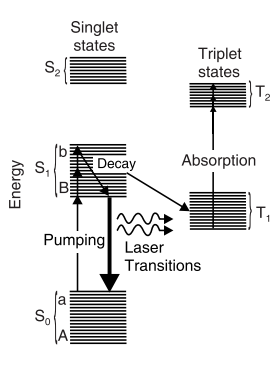 Singlet
states
S2
Triplet
states
T2
S1
b
B
Decay
Absorption
T1
Energy
Pumping
Laser
Transitions
S0
a
A